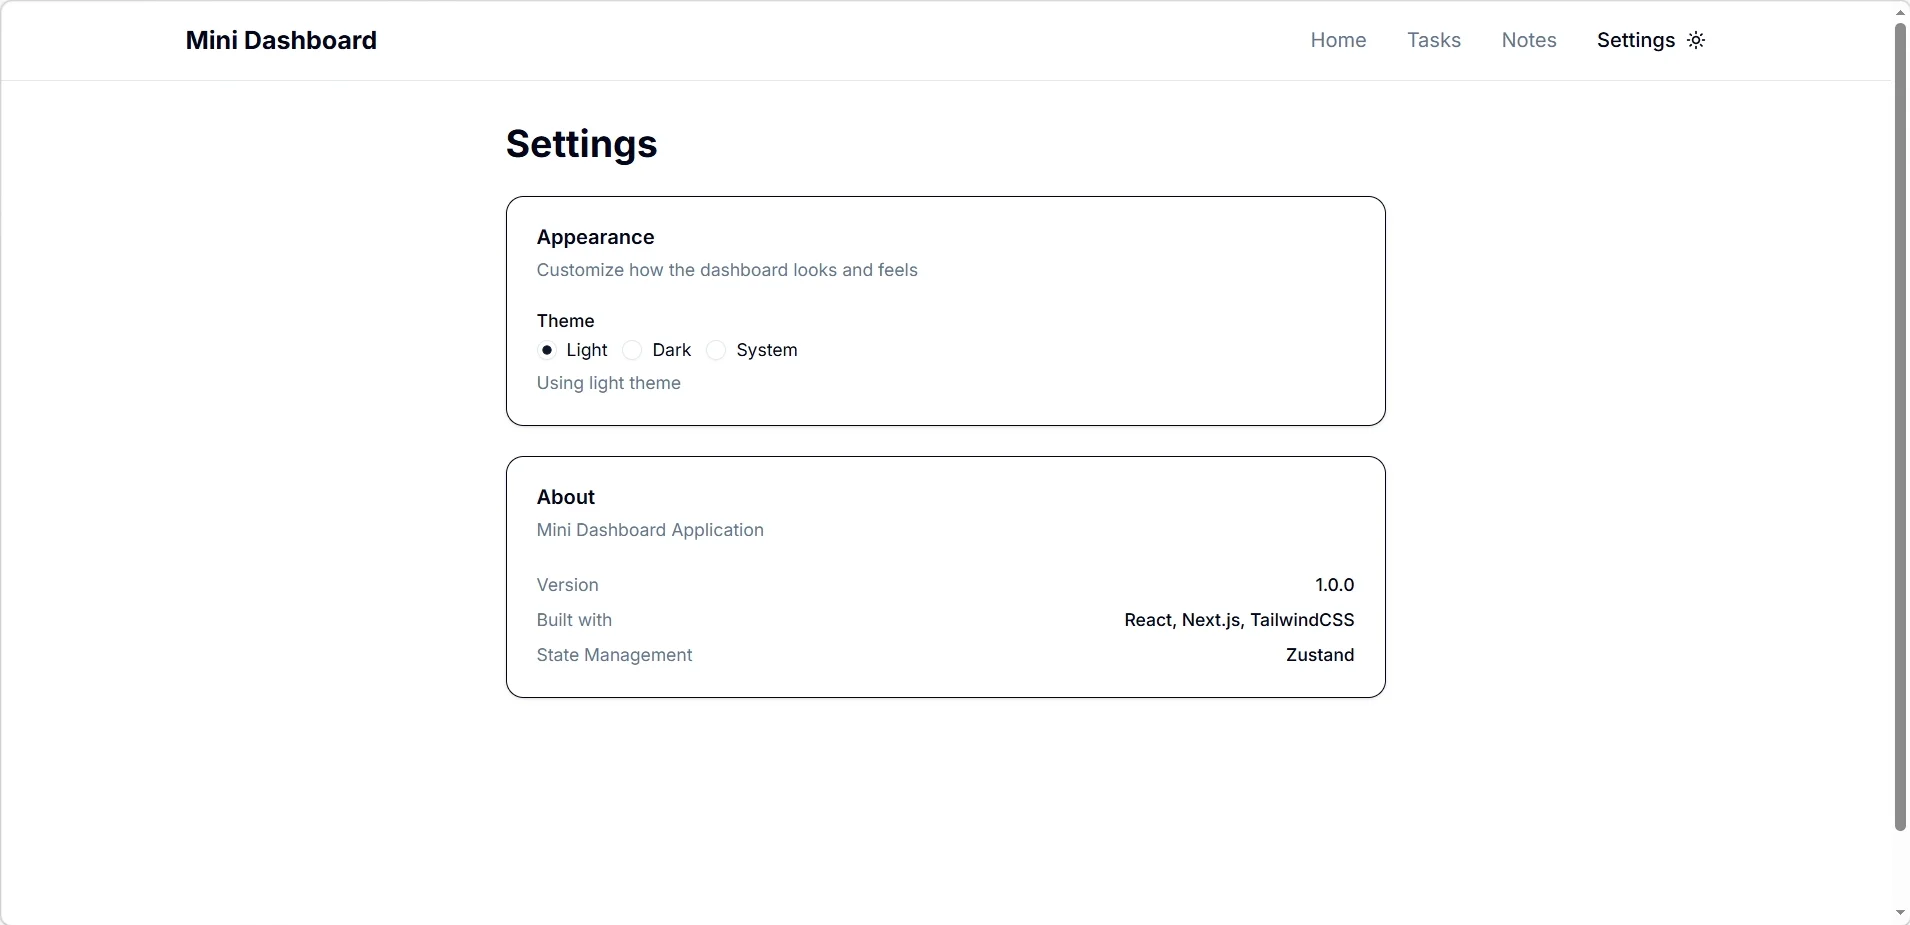 Mini Dashboard
Home Tasks Notes Settings
Settings
Appearance
Customize how the dashboard looks and feels
Theme
Light Dark System
Using light theme
About
Mini Dashboard Application
Version 1.0.0
Built with React, Next.js, TailwindCSS
State Management Zustand